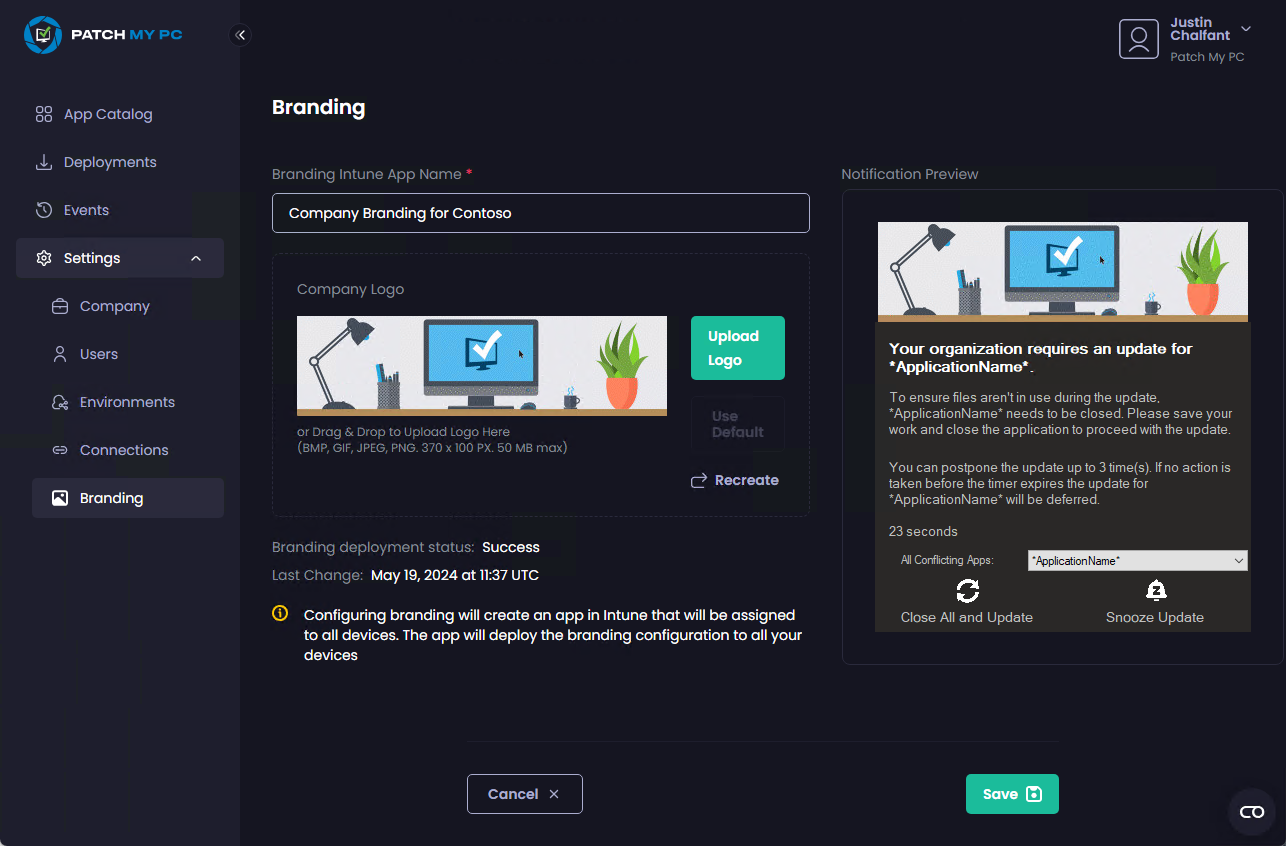 PATCH MY PC
Justin
Chalfant
Patch My PC
App Catalog
Deployments
Events
Settings
Company
Users
Environments
Connections
Branding
Branding
Branding Intune App Name *
Company Branding for Contoso
Company Logo
Upload
Logo
Use
Default
or Drag & Drop to Upload Logo Here
(BMP, GIF, JPEG, PNG. 370 x 100 PX. 50 MB max)
Recreate
Branding deployment status: Success
Last Change: May 19, 2024 at 11:37 UTC
Configuring branding will create an app in Intune that will be assigned
to all devices. The app will deploy the branding configuration to all your
devices
Notification Preview
Your organization requires an update for
*ApplicationName*.
To ensure files aren't in use during the update,
*ApplicationName* needs to be closed. Please save your
work and close the application to proceed with the update.
You can postpone the update up to 3 time(s). If no action is
taken before the timer expires the update for
*ApplicationName* will be deferred.
23 seconds
All Conflicting Apps: *ApplicationName*
Close All and Update
Snooze Update
Cancel
Save